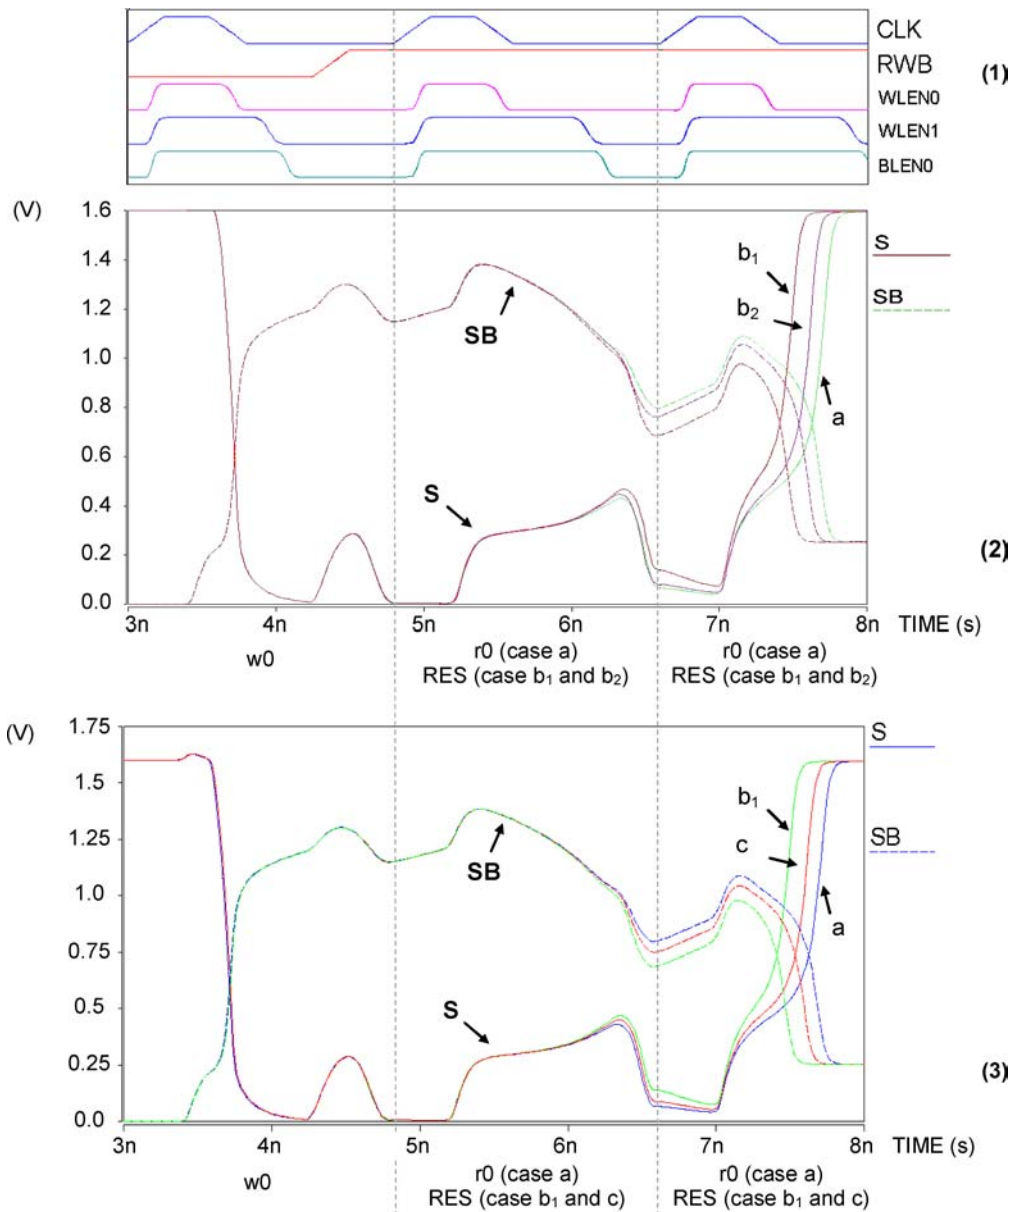 CLK
RWB
(1)
WLEN0
WLEN1
BLEN0
(V)
1.6
S
b1
1.4
SB
b2
1.2
SB
1.0
a
0.8
0.6
S
0.4
0.2
(2)
0.0
3n 4n 5n 6n 7n 8n TIME (s)
w0
r0 (case a)
RES (case b1 and b2)
r0 (case a)
RES (case b1 and b2)
(V)
1.75
S
1.5
b1
1.25
c
SB
SB
1.0
a
0.75
0.5
S
0.25
(3)
0.0
3n 4n 5n 6n 7n 8n TIME (s)
w0
r0 (case a)
RES (case b1 and c)
r0 (case a)
RES (case b1 and c)